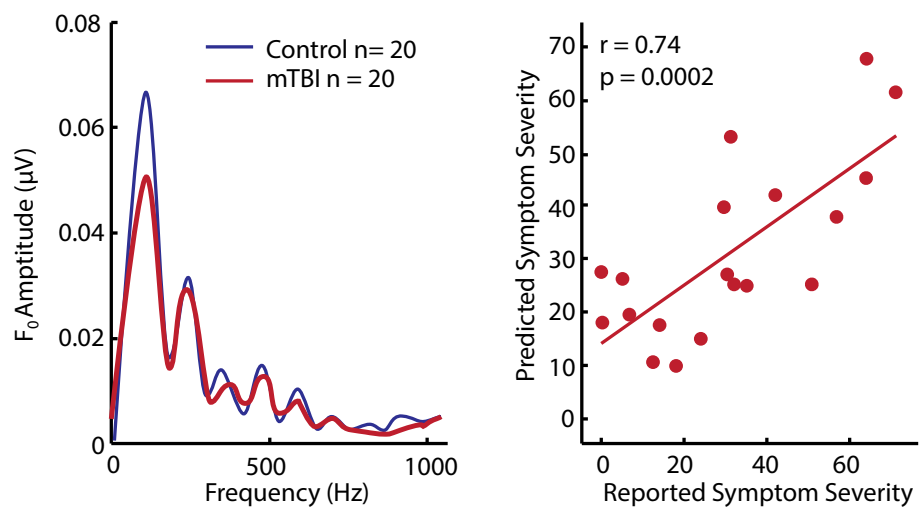 0.08
0.06
0.04
0.02
0
F₀ Amptitude (μV)
Control n= 20
mTBI n = 20
0
500
1000
Frequency (Hz)
70
60
50
40
30
20
10
0
Predicted Symptom Severity
r = 0.74
p = 0.0002
0
20
40
60
Reported Symptom Severity